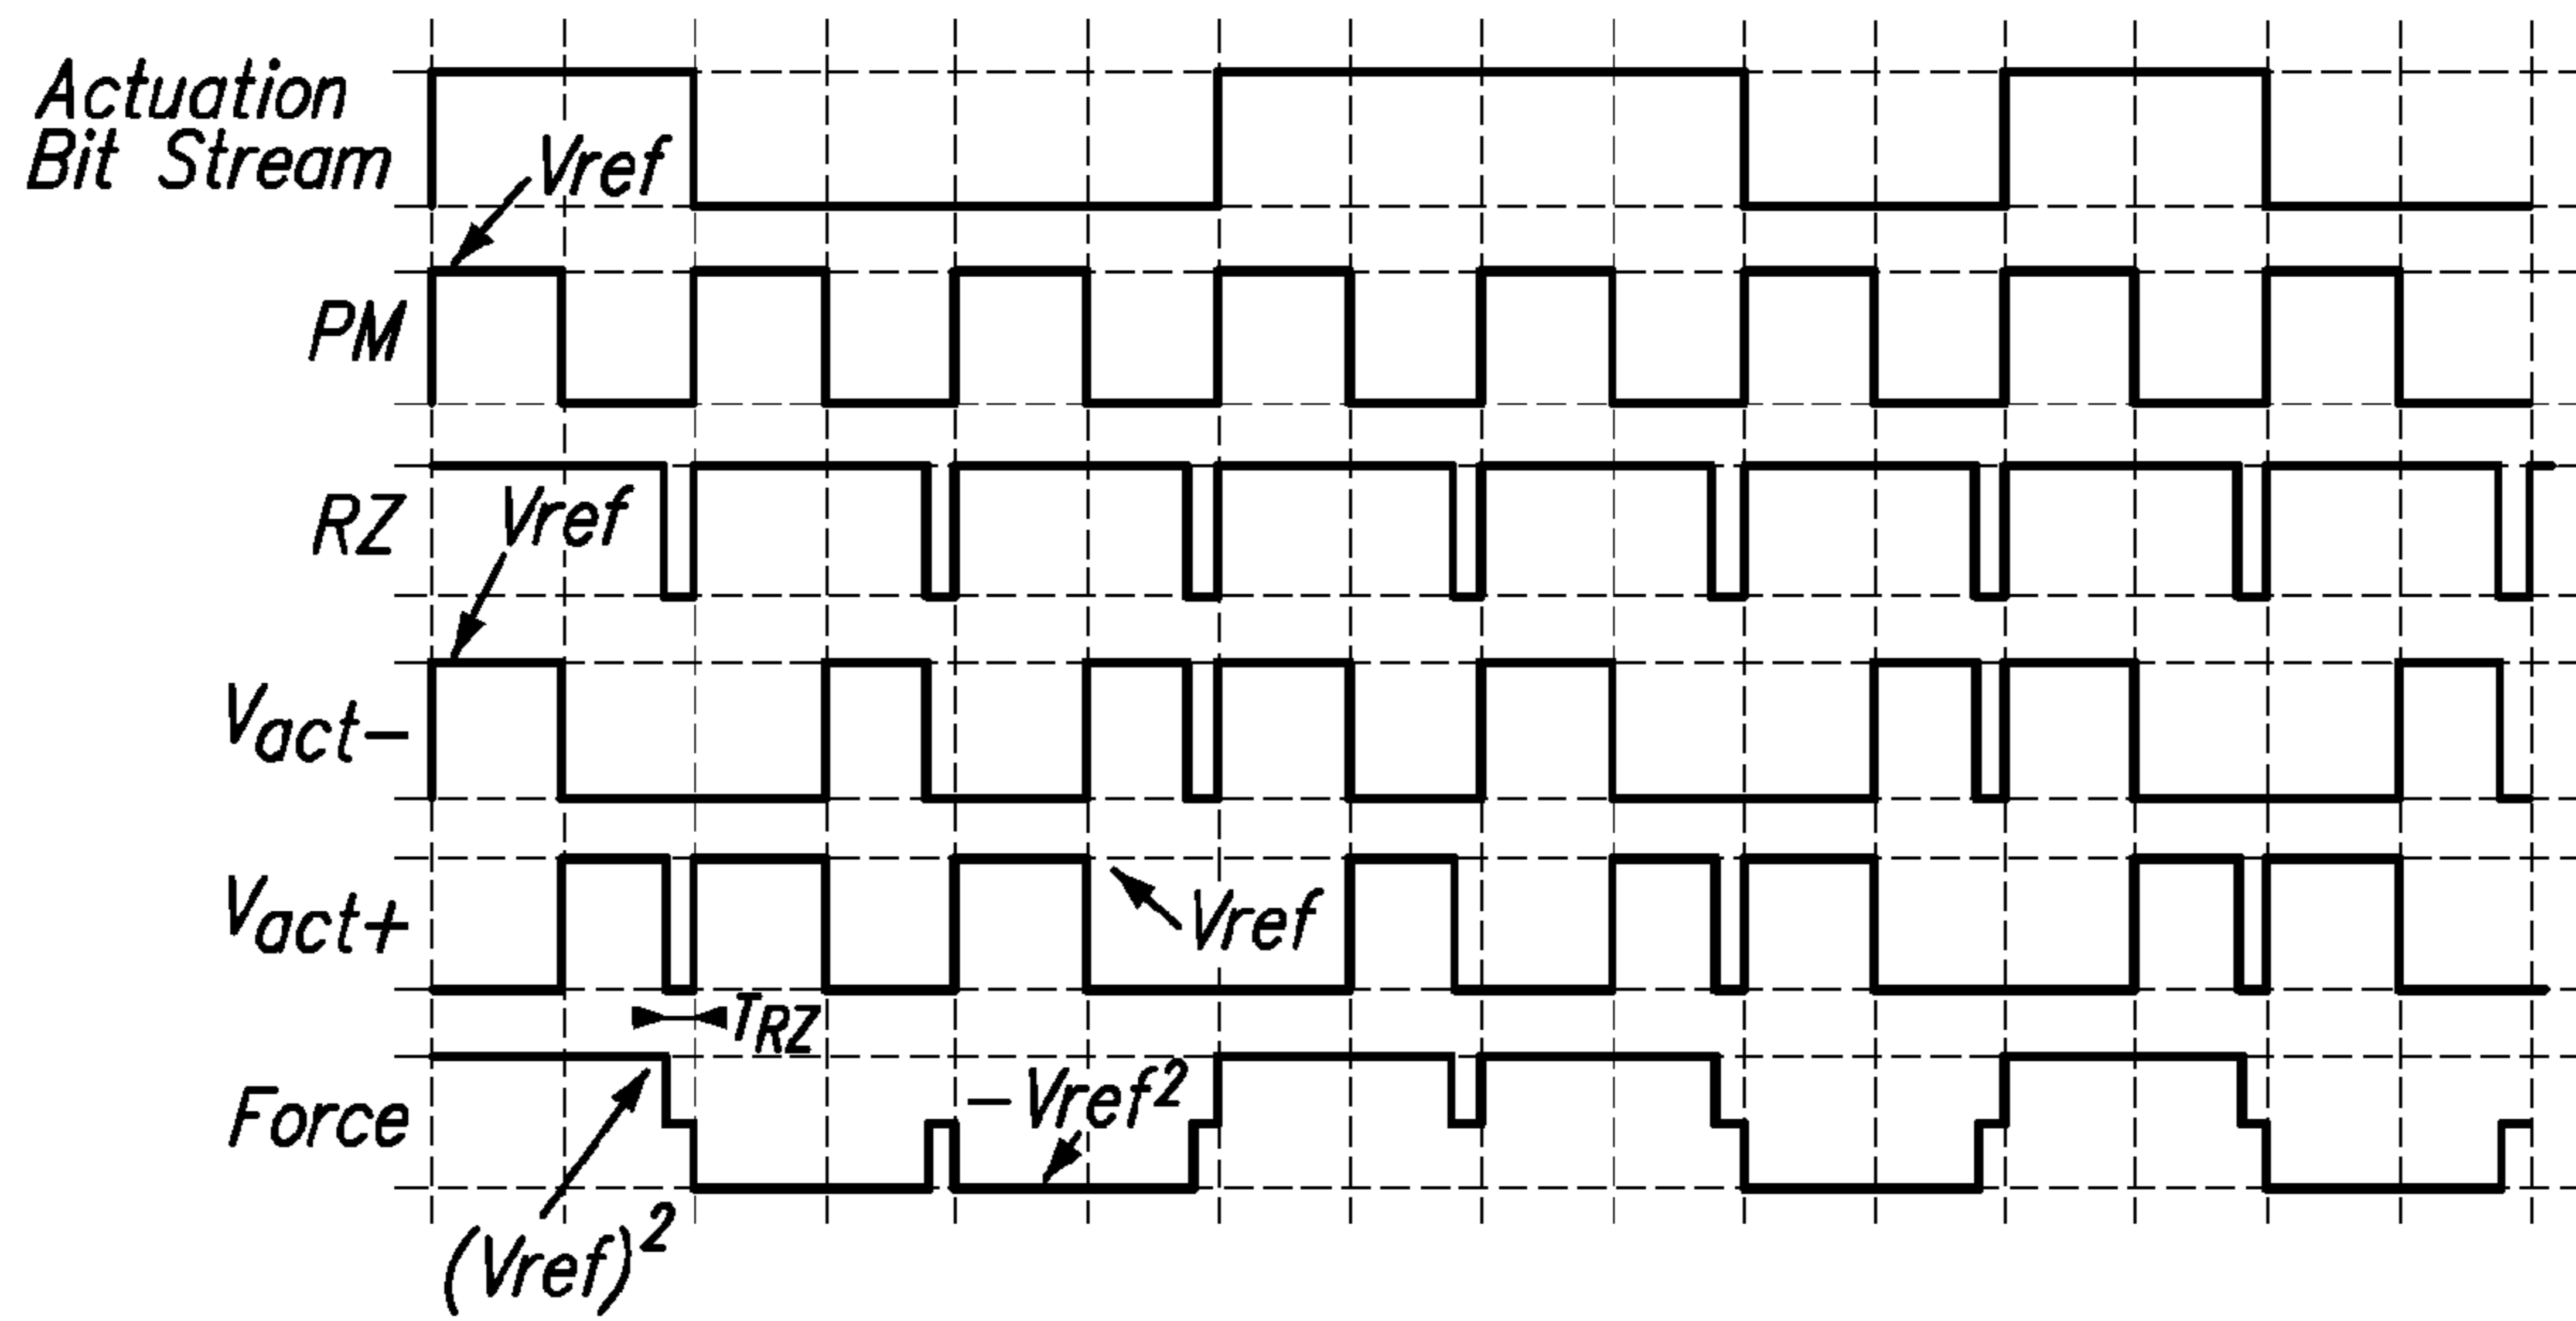 Actuation
Bit Stream
Vref
PM
RZ
Vref
Vact-
Vact+
Vref
TRZ
Force
-Vref²
(Vref)²